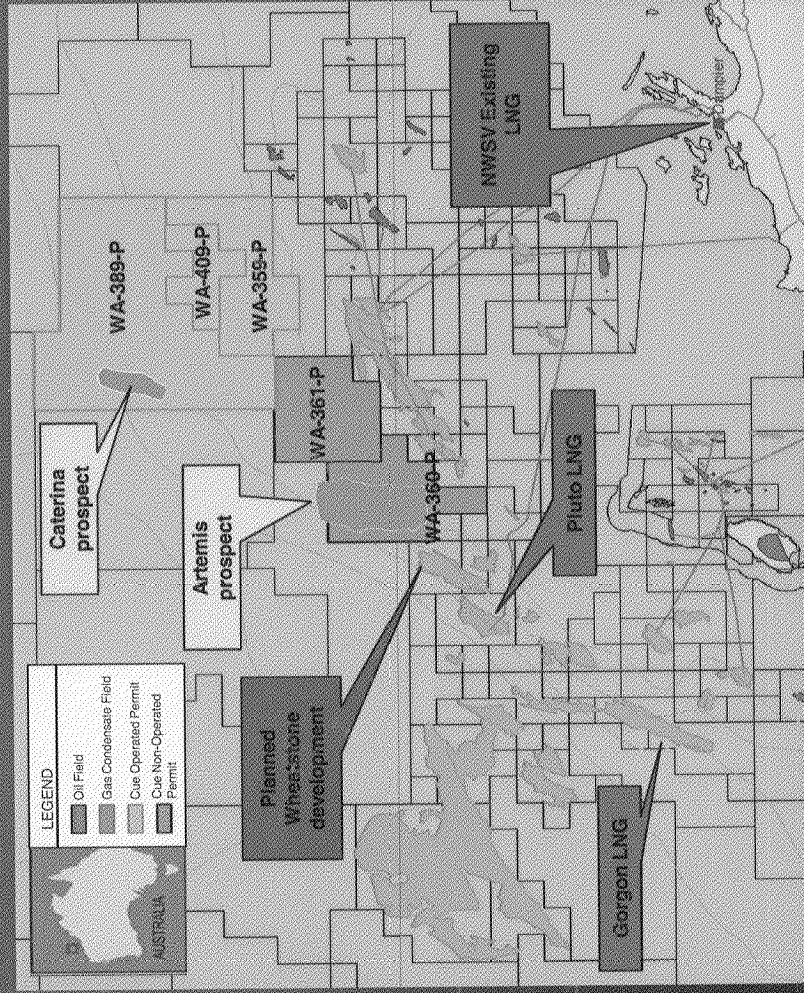 LEGEND
Oil Field
Gas Condensate Field
Cue Operated Permit
Cue Non-Operated
Permit
AUSTRALIA
Caterina
prospect
WA-389-P
WA-409-P
WA-359-P
Artemis
prospect
WA-361-P
WA-360-P
NWSV Existing
LNG
Dampier
Planned
Wheatstone
development
Pluto LNG
Gorgon LNG